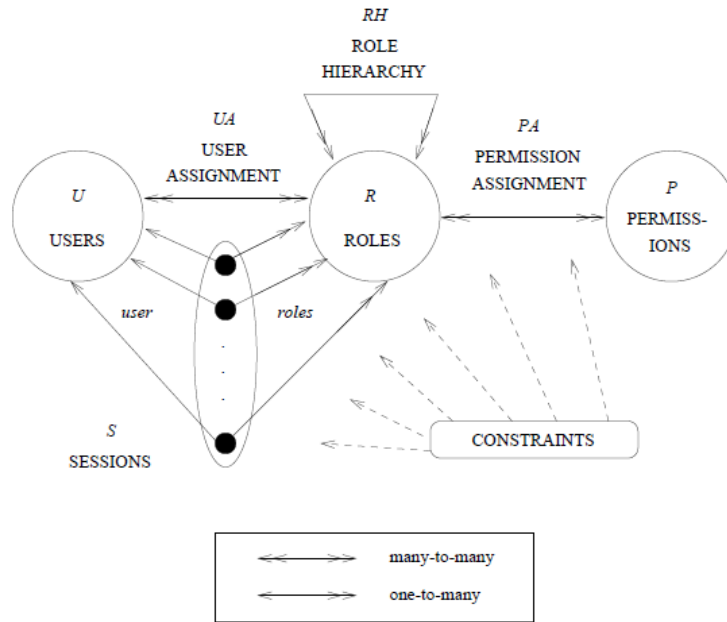 RH
ROLE
HIERARCHY
UA
USER
ASSIGNMENT
PA
PERMISSION
ASSIGNMENT
U
USERS
R
ROLES
P
PERMISS-
IONS
user
roles
S
SESSIONS
.
.
.
.
CONSTRAINTS
many-to-many
one-to-many